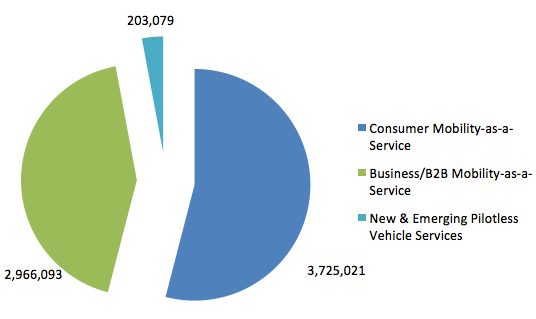 203,079
Consumer Mobility-as-a-
Service
Business/B2B Mobility-as-a-
Service
New & Emerging Pilotless
Vehicle Services
2,966,093
3,725,021